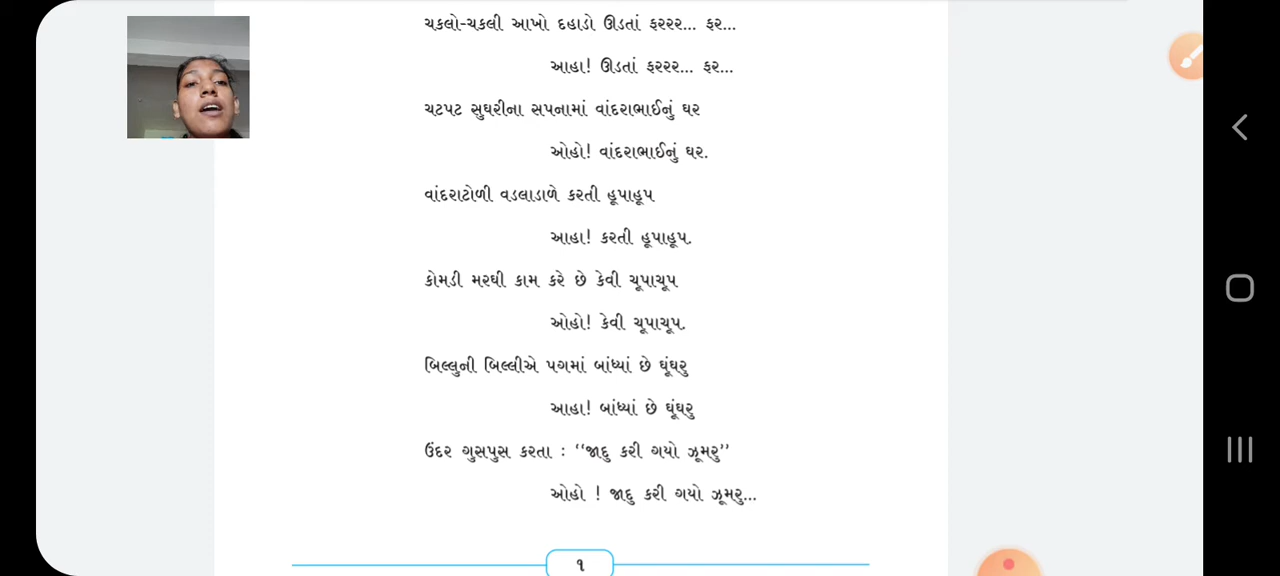 ચકલો-ચકલી આખો દહાડો ઊડતાં ફરરર... ફર...
આહા! ઊડતાં ફરરર... ફર...
ચટપટ સુઘરીના સપનામાં વાંદરાભાઈનું ઘર
ઓહો! વાંદરાભાઈનું ઘર.
વાંદરાટોળી વડલાડાળે કરતી હૂપાહૂપ
આહા! કરતી હૂપાહૂપ.
કોમડી મરઘી કામ કરે છે કેવી ચૂપાચૂપ
ઓહો! કેવી ચૂપાચૂપ.
બિલ્લુની બિલ્લીએ પગમાં બાંધ્યાં છે ઘૂંઘરુ
આહા! બાંધ્યાં છે ઘૂંઘરુ
ઉંદર ગુસપુસ કરતા : ‘‘જાદુ કરી ગયો ઝૂમરુ’’
ઓહો ! જાદુ કરી ગયો ઝૂમરુ...
૧